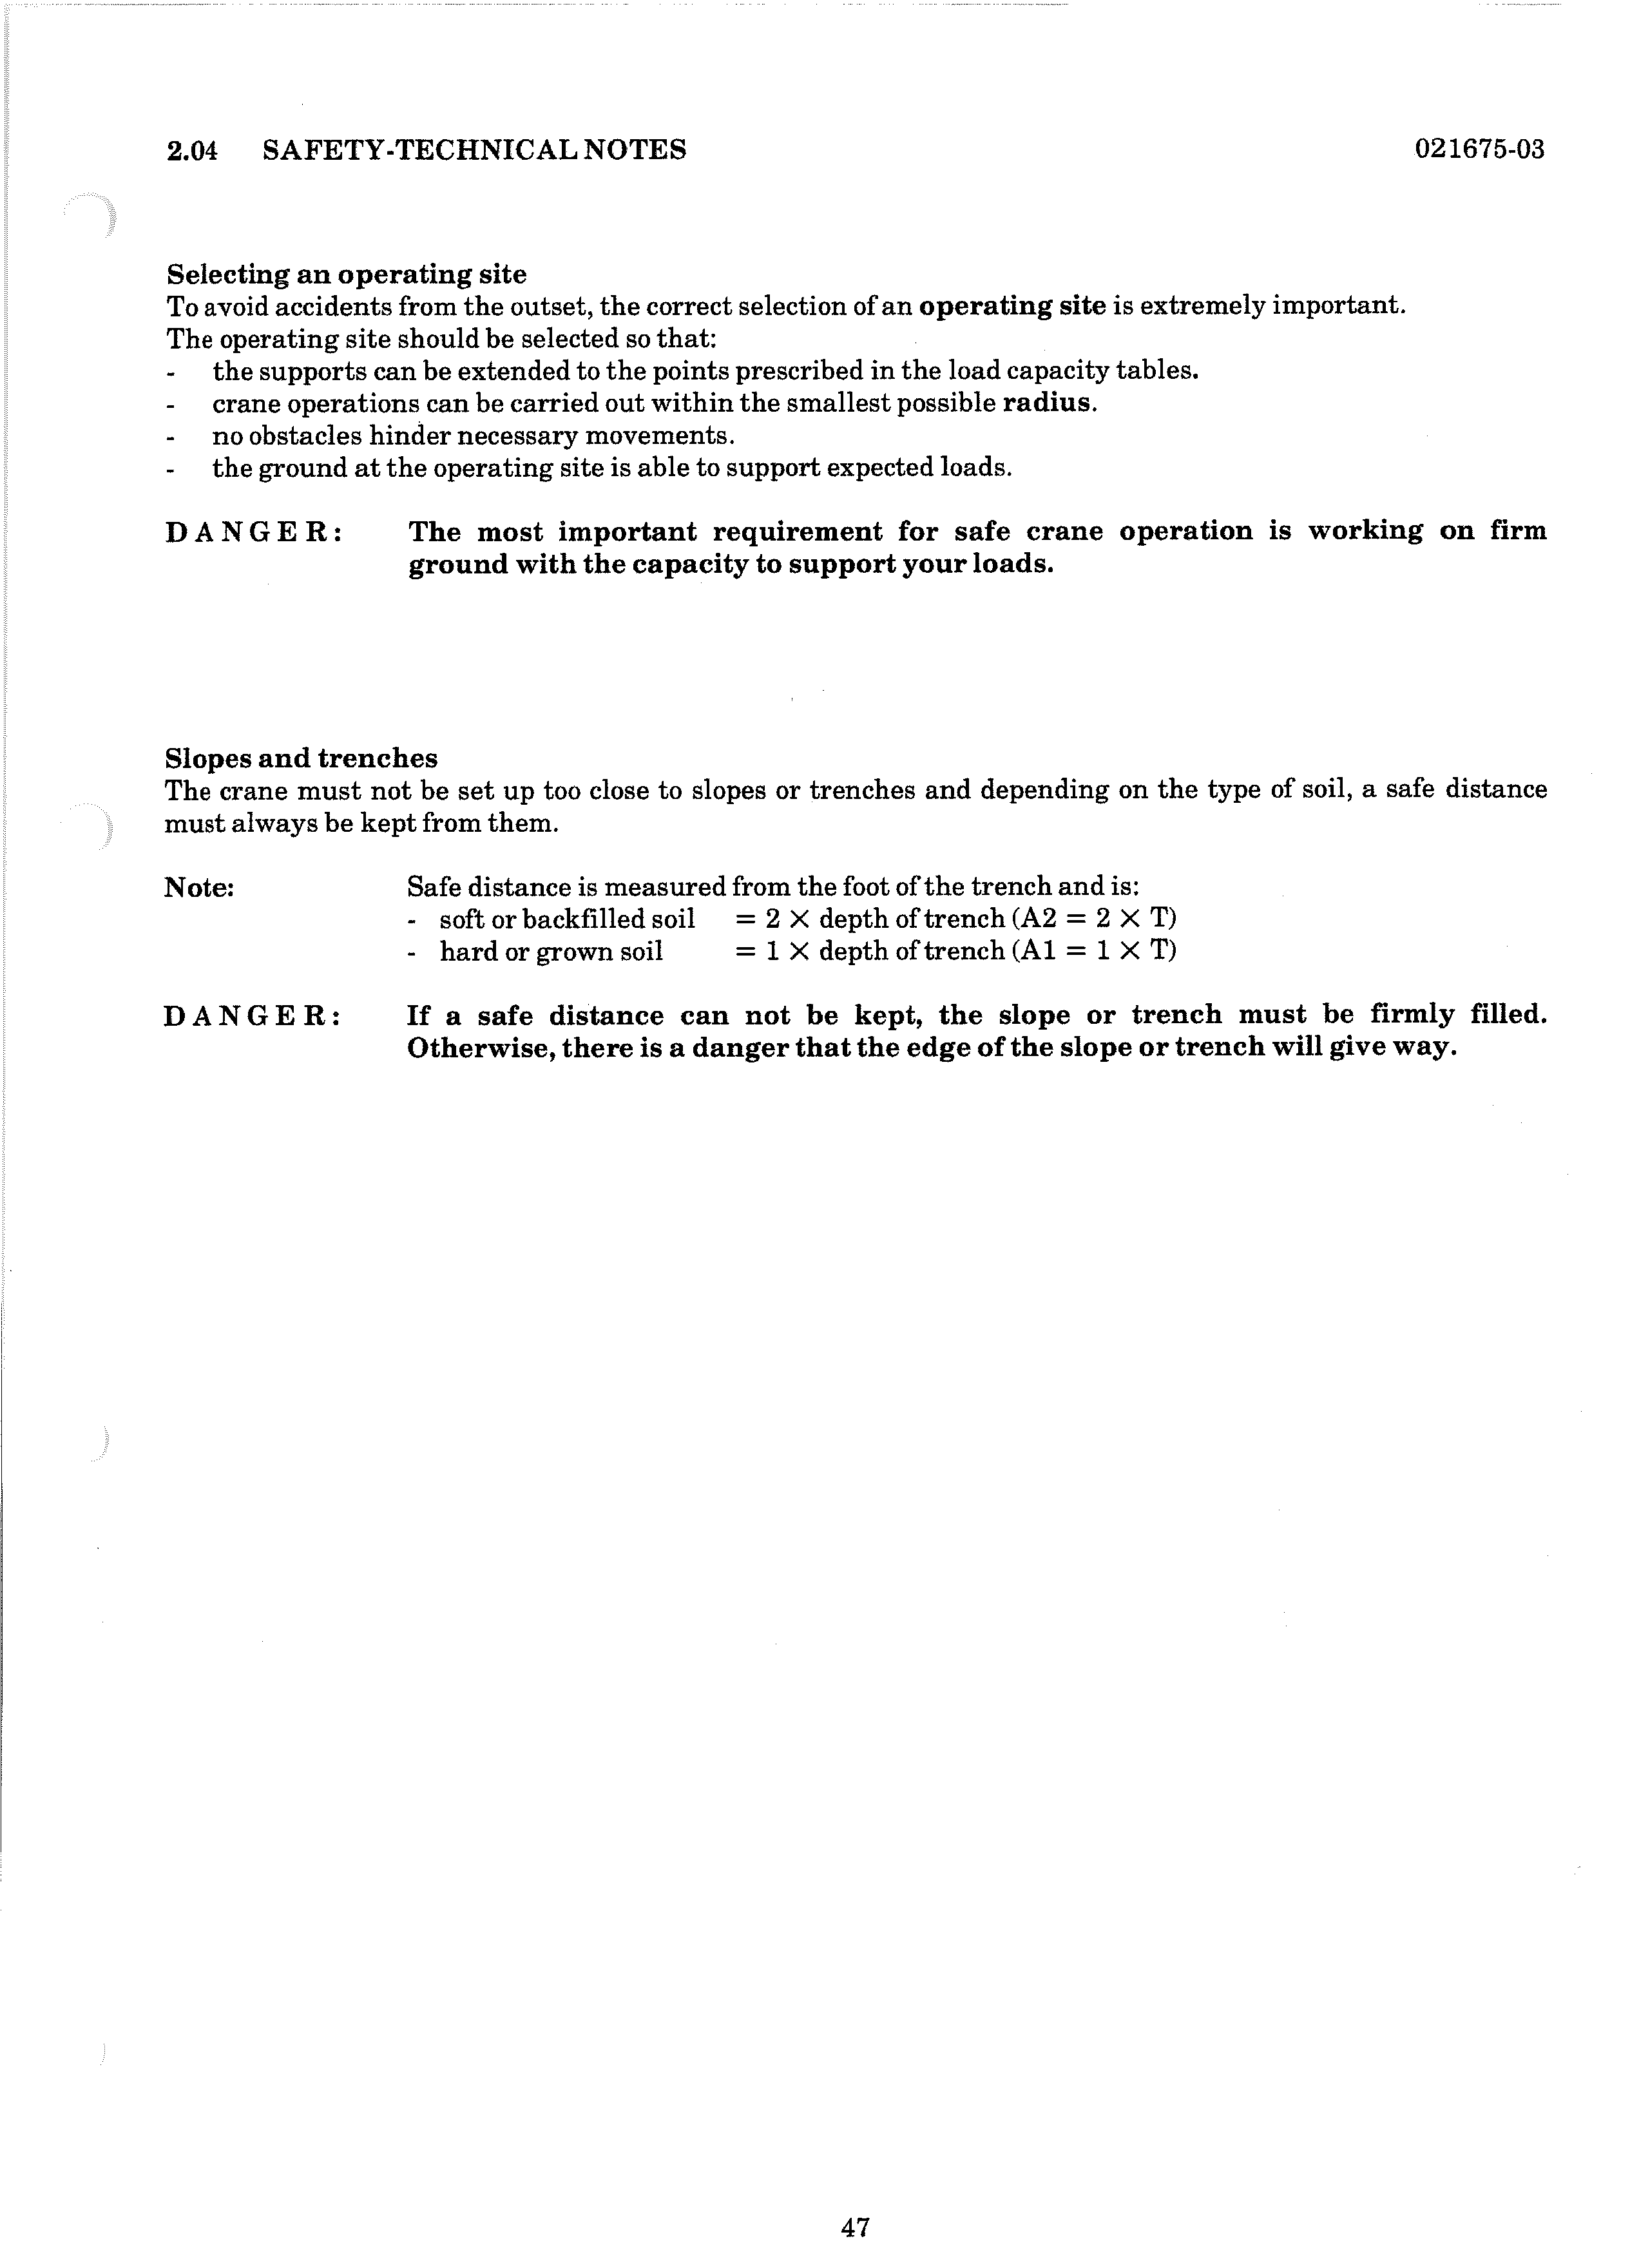 2.04 SAFETY-TECHNICAL NOTES 021675-03
Selecting an operating site
To avoid accidents from the outset, the correct selection of an operating site is extremely important.
The operating site should be selected so that:
- the supports can be extended to the points prescribed in the load capacity tables.
- crane operations can be carried out within the smallest possible radius.
- no obstacles hinder necessary movements.
- the ground at the operating site is able to support expected loads.
D A N G E R : The most important requirement for safe crane operation is working on firm
ground with the capacity to support your loads.
Slopes and trenches
The crane must not be set up too close to slopes or trenches and depending on the type of soil, a safe distance
must always be kept from them.
Note: Safe distance is measured from the foot of the trench and is:
- soft or backfilled soil = 2 X depth of trench (A2 = 2 X T)
- hard or grown soil = 1 X depth of trench (A1 = 1 X T)
D A N G E R : If a safe distance can not be kept, the slope or trench must be firmly filled.
Otherwise, there is a danger that the edge of the slope or trench will give way.
47